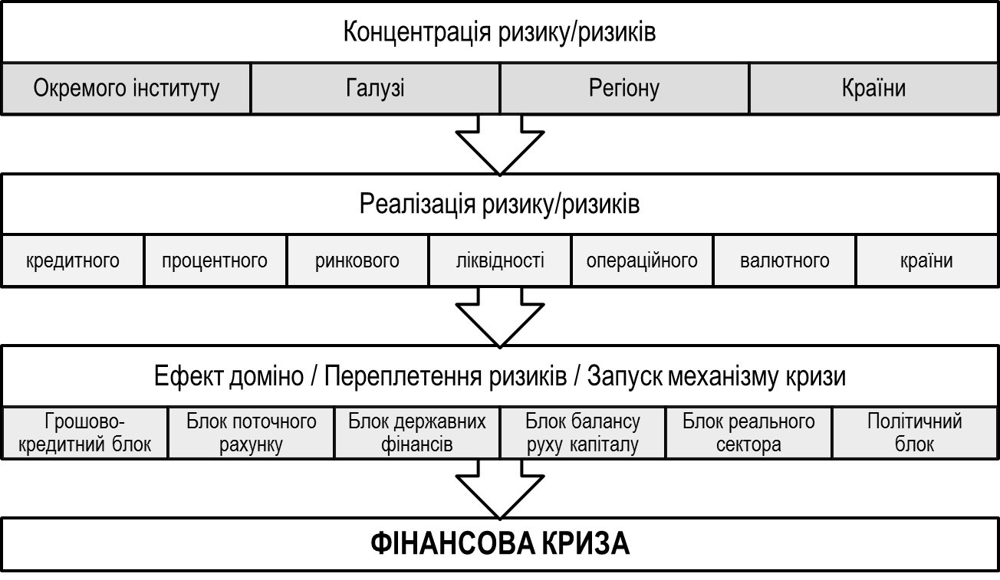 Концентрація ризику/ризиків
Окремого інституту
Галузі
Регіону
Країни
Реалізація ризику/ризиків
кредитного
процентного
ринкового
ліквідності
операційного
валютного
країни
Ефект доміно / Переплетення ризиків / Запуск механізму кризи
Грошово-
кредитний блок
Блок поточного
рахунку
Блок державних
фінансів
Блок балансу
руху капіталу
Блок реального
сектора
Політичний
блок
ФІНАНСОВА КРИЗА